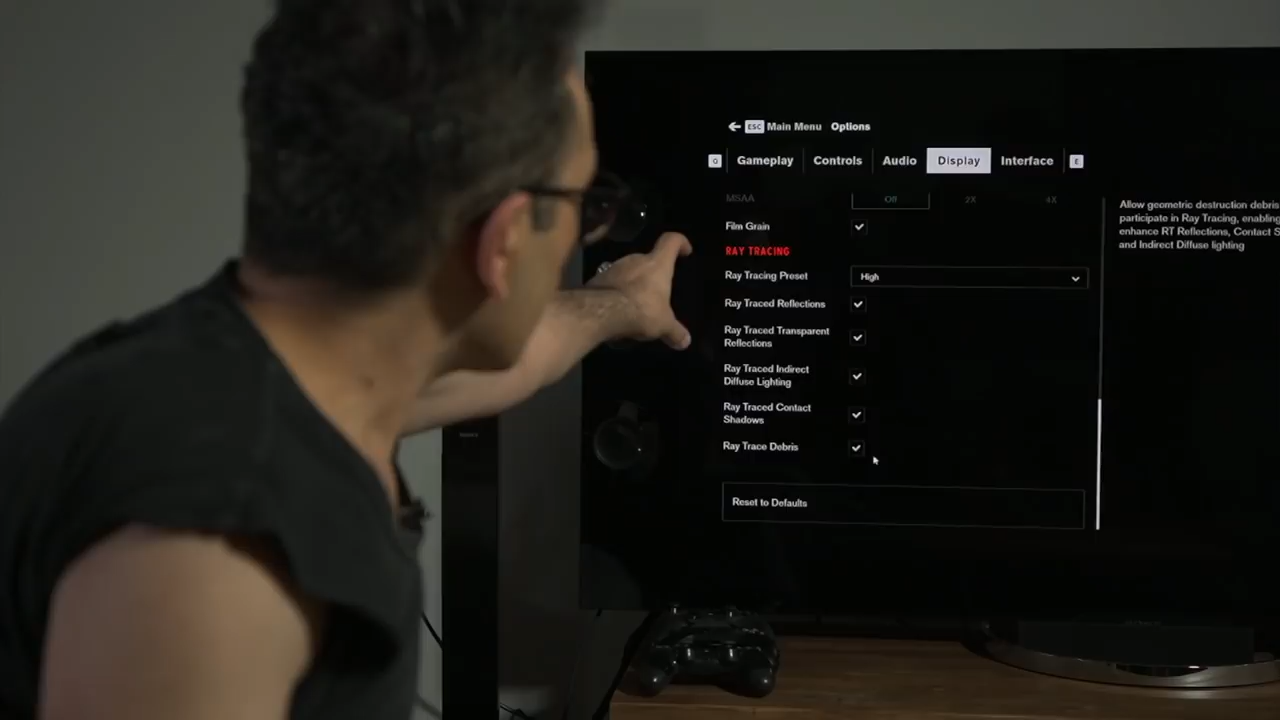 ESC Main Menu Options
Q Gameplay Controls Audio Display Interface E
MSAA Off 2X 4X
Film Grain
RAY TRACING
Ray Tracing Preset High
Ray Traced Reflections
Ray Traced Transparent
Reflections
Ray Traced Indirect
Diffuse Lighting
Ray Traced Contact
Shadows
Ray Trace Debris
Reset to Defaults
Allow geometric destruction debris
participate in Ray Tracing, enabling
enhance RT Reflections, Contact S
and Indirect Diffuse lighting